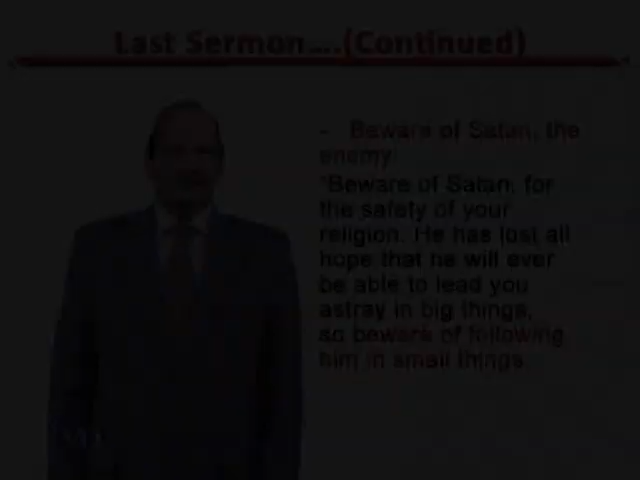 Last Sermon....(Continued)
- Beware of Satan, the
enemy:
"Beware of Satan, for
the safety of your
religion. He has lost all
hope that he will ever
be able to lead you
astray in big things,
so beware of following
him in small things